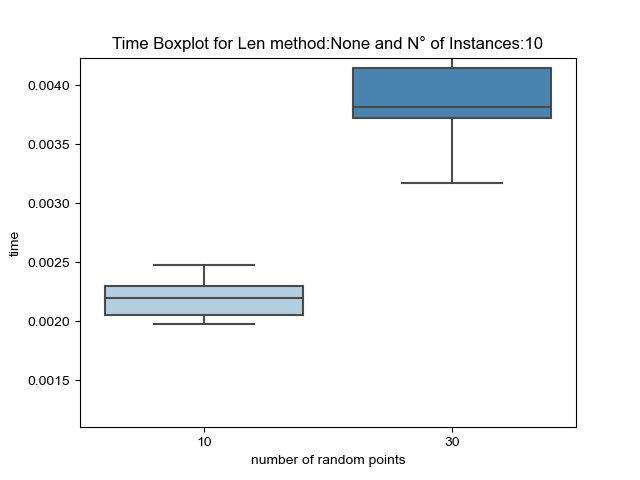 Time Boxplot for Len method:None and N° of Instances:10
0.0040
0.0035
0.0030
0.0025
0.0020
0.0015
time
10
30
number of random points